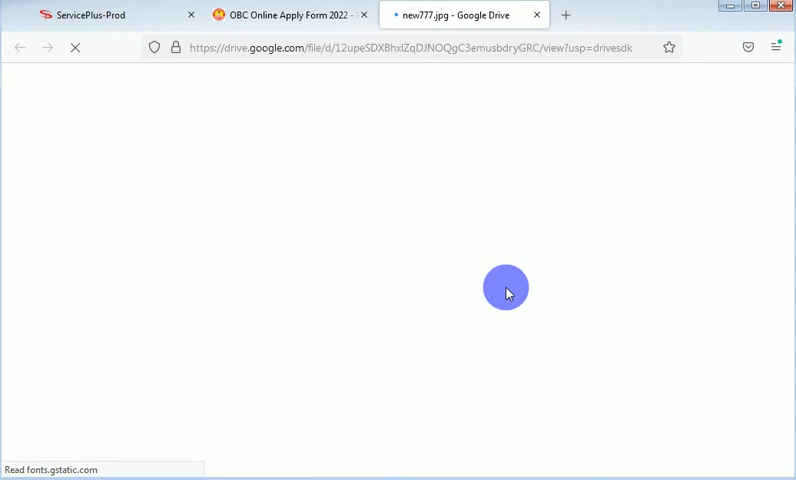 ServicePlus-Prod
OBC Online Apply Form 2022 -
new777.jpg - Google Drive
https://drive.google.com/file/d/12upeSDXBhxlZqDJNOQgC3emusbdryGRC/view?usp=drivesdk
Read fonts.gstatic.com